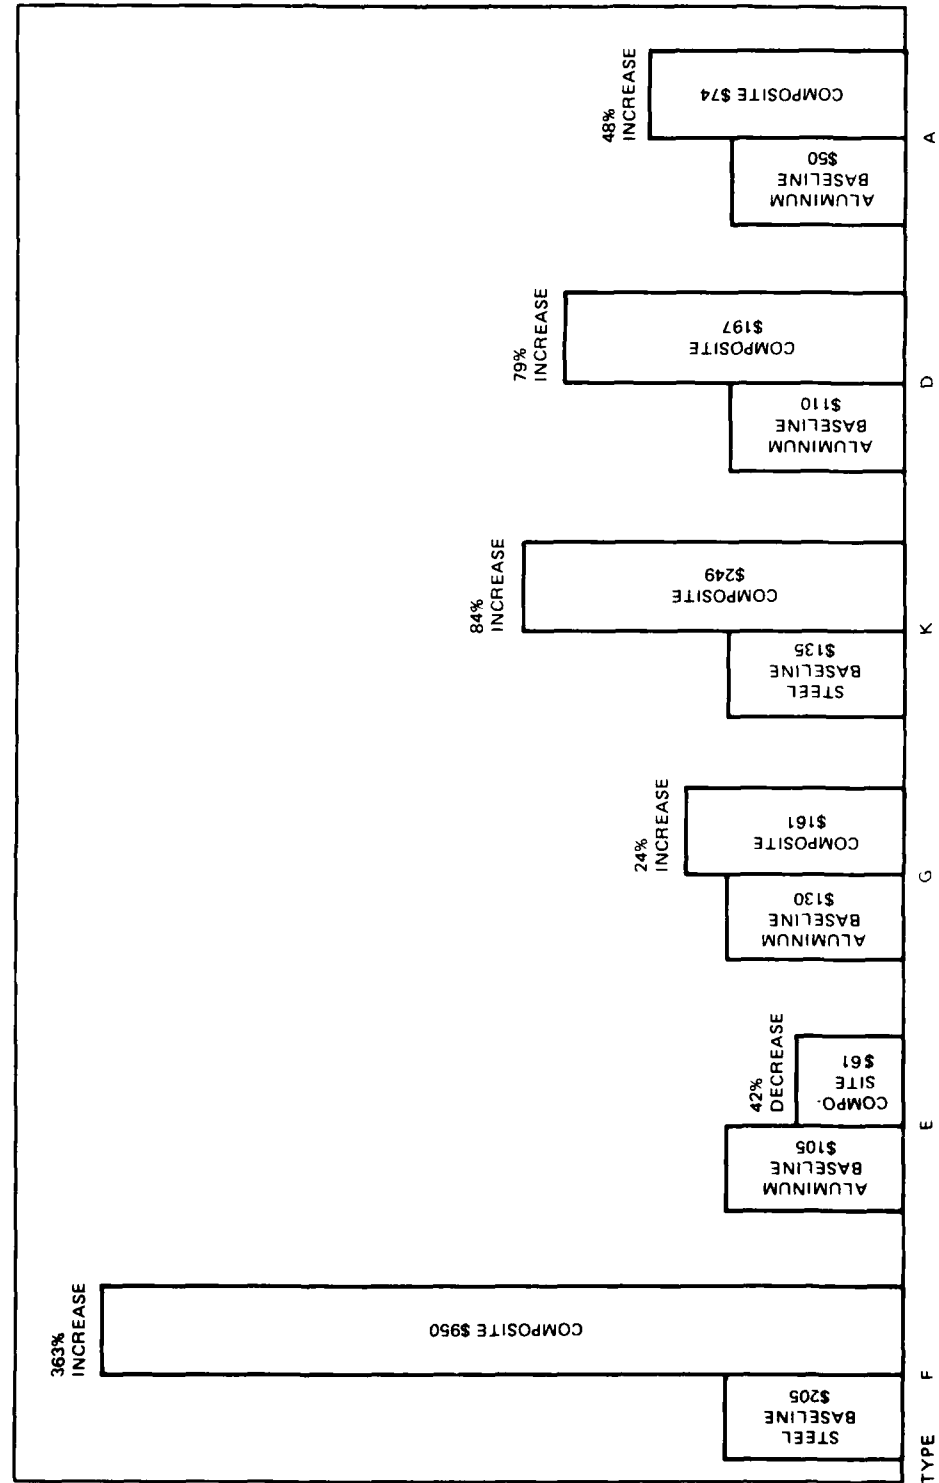 363%
INCREASE
COMPOSITE $950
STEEL
BASELINE
$205
42%
DECREASE
ALUMINUM
BASELINE
$105
COMPO-
SITE
$61
24%
INCREASE
ALUMINUM
BASELINE
$130
COMPOSITE
$161
84%
INCREASE
STEEL
BASELINE
$135
COMPOSITE
$249
79%
INCREASE
ALUMINUM
BASELINE
$110
COMPOSITE
$197
48%
INCREASE
ALUMINUM
BASELINE
$50
COMPOSITE $74
TYPE F E G K D A